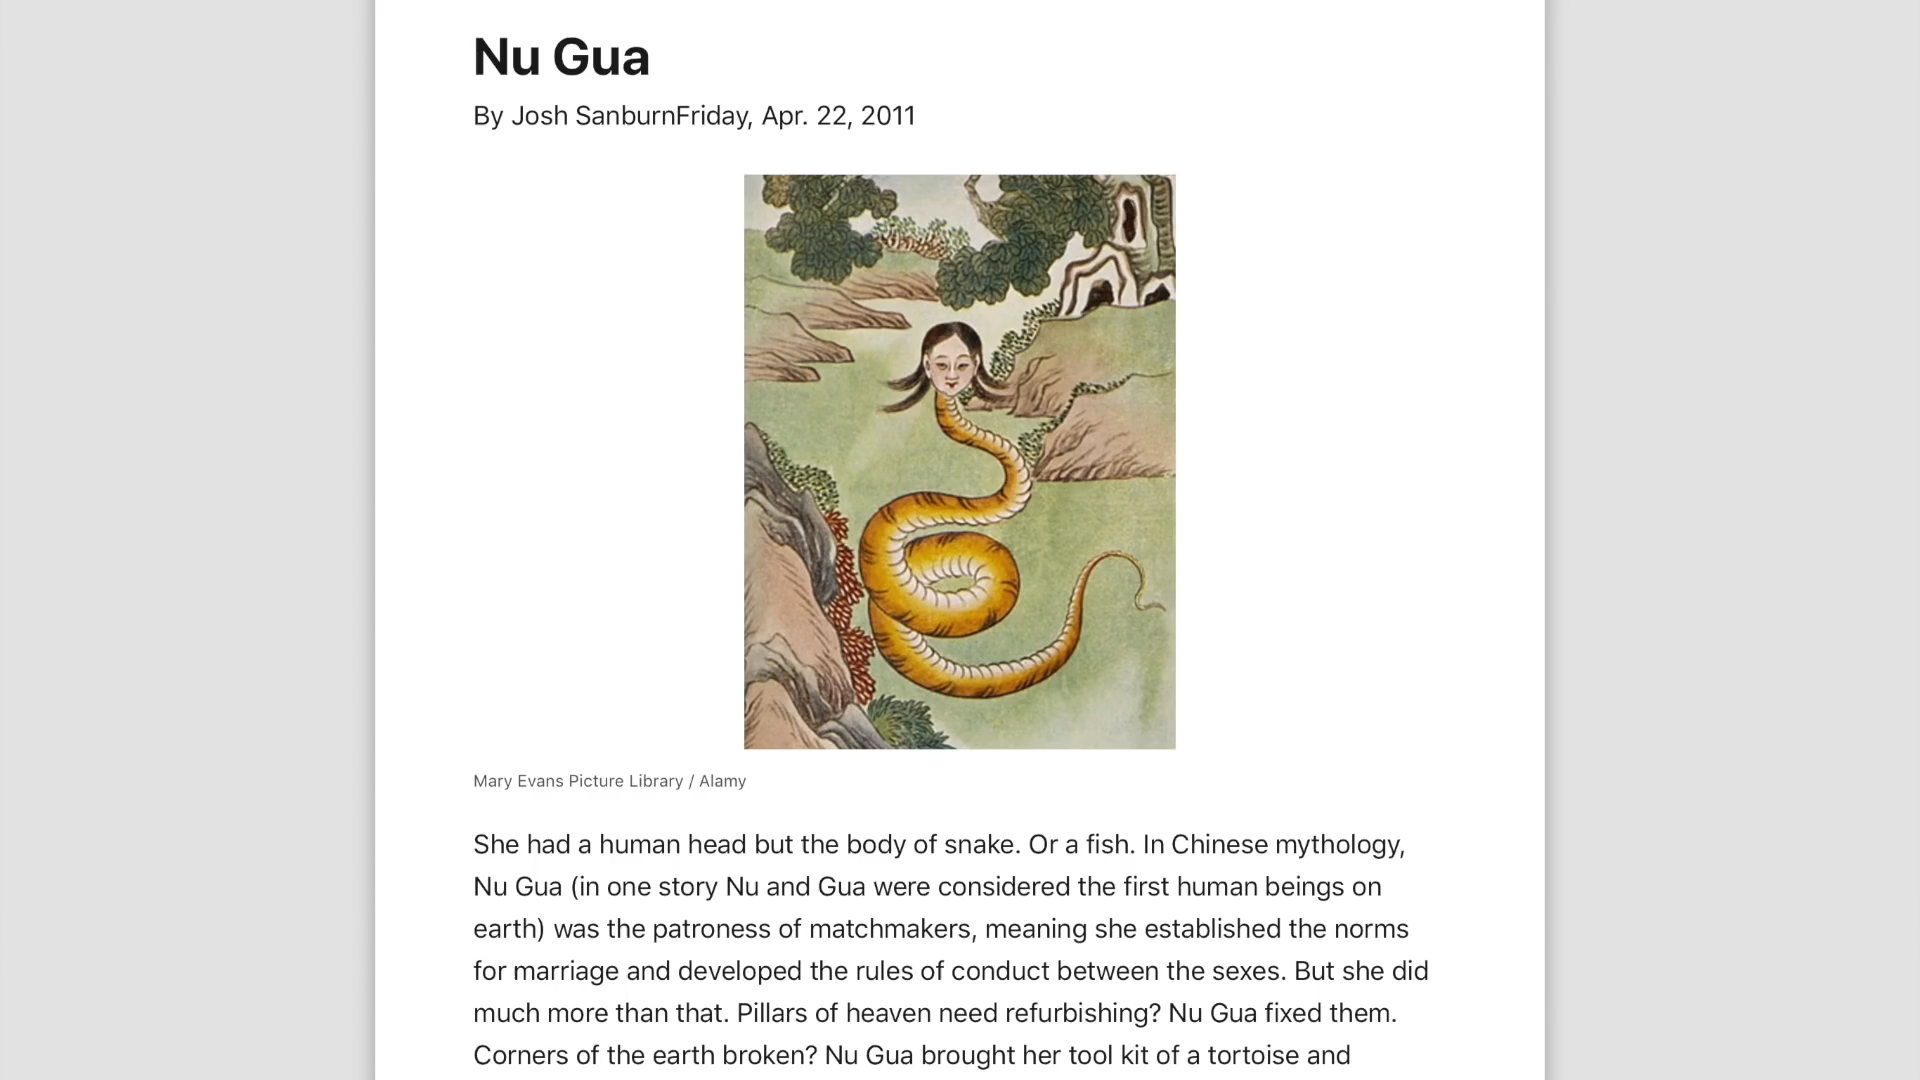 Nu Gua
By Josh SanburnFriday, Apr. 22, 2011
Mary Evans Picture Library / Alamy
She had a human head but the body of snake. Or a fish. In Chinese mythology,
Nu Gua (in one story Nu and Gua were considered the first human beings on
earth) was the patroness of matchmakers, meaning she established the norms
for marriage and developed the rules of conduct between the sexes. But she did
much more than that. Pillars of heaven need refurbishing? Nu Gua fixed them.
Corners of the earth broken? Nu Gua brought her tool kit of a tortoise and